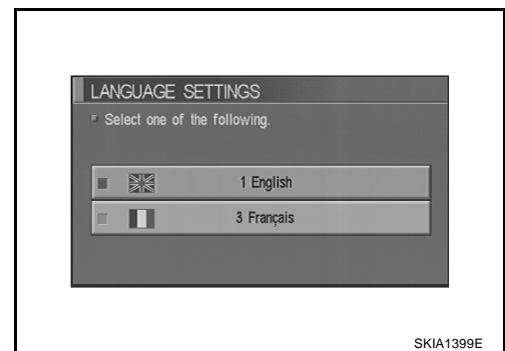 LANGUAGE SETTINGS
Select one of the following.
1 English
3 Français
SKIA1399E